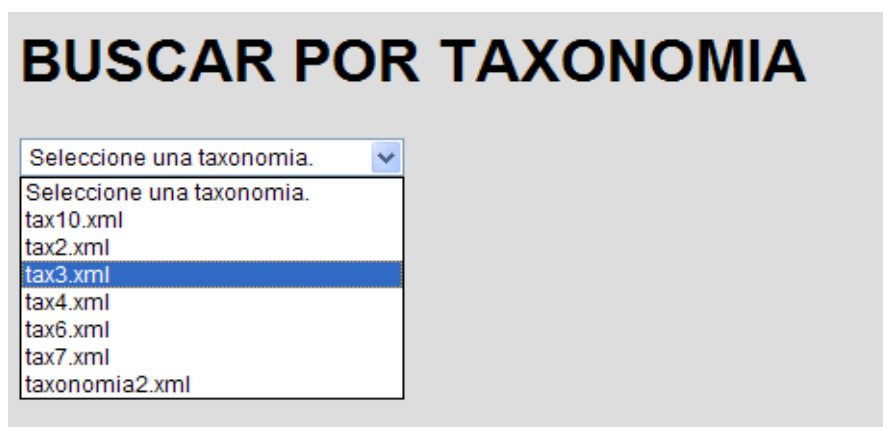 BUSCAR POR TAXONOMIA
Seleccione una taxonomia.
Seleccione una taxonomia.
tax10.xml
tax2.xml
tax3.xml
tax4.xml
tax6.xml
tax7.xml
taxonomia2.xml